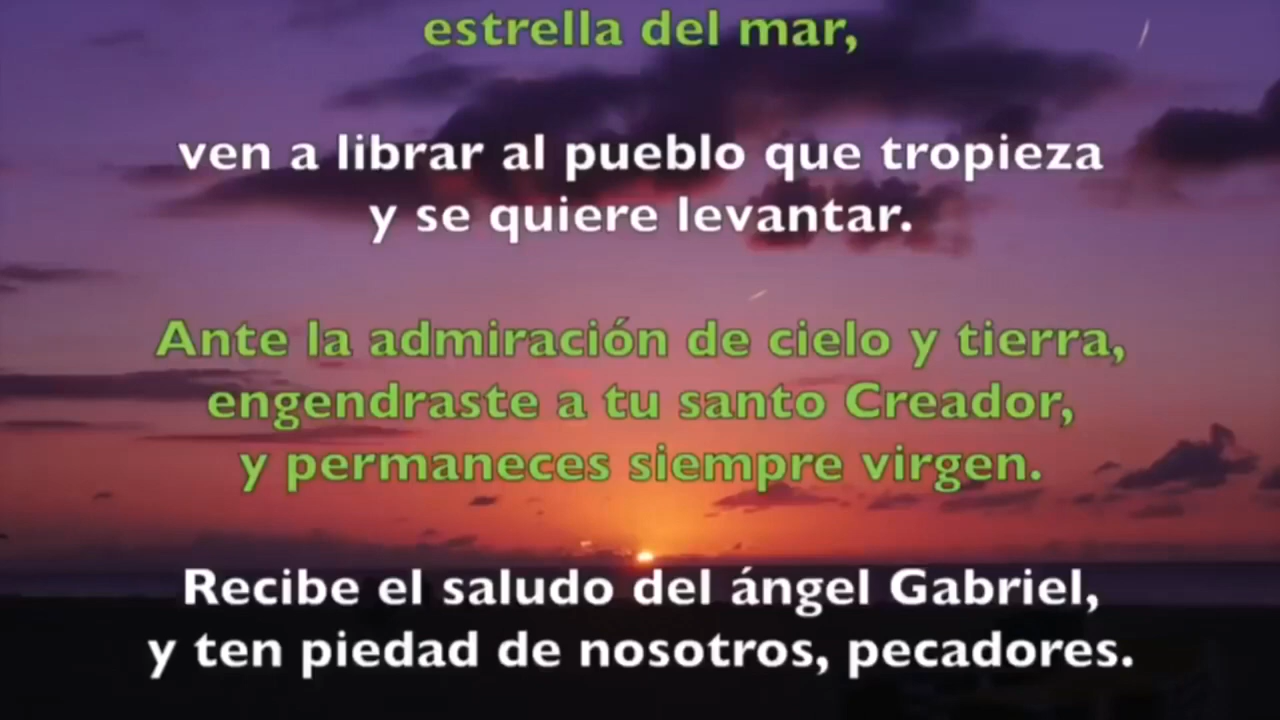 estrella del mar,
ven a librar al pueblo que tropieza
y se quiere levantar.
Ante la admiración de cielo y tierra,
engendraste a tu santo Creador,
y permaneces siempre virgen.
Recibe el saludo del ángel Gabriel,
y ten piedad de nosotros, pecadores.